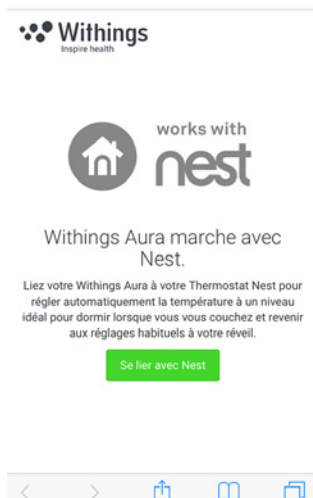 Withings
Inspire health
works with
nest
Withings Aura marche avec
Nest.
Liez votre Withings Aura à votre Thermostat Nest pour
régler automatiquement la température à un niveau
idéal pour dormir lorsque vous vous couchez et revenir
aux réglages habituels à votre réveil.
Se lier avec Nest